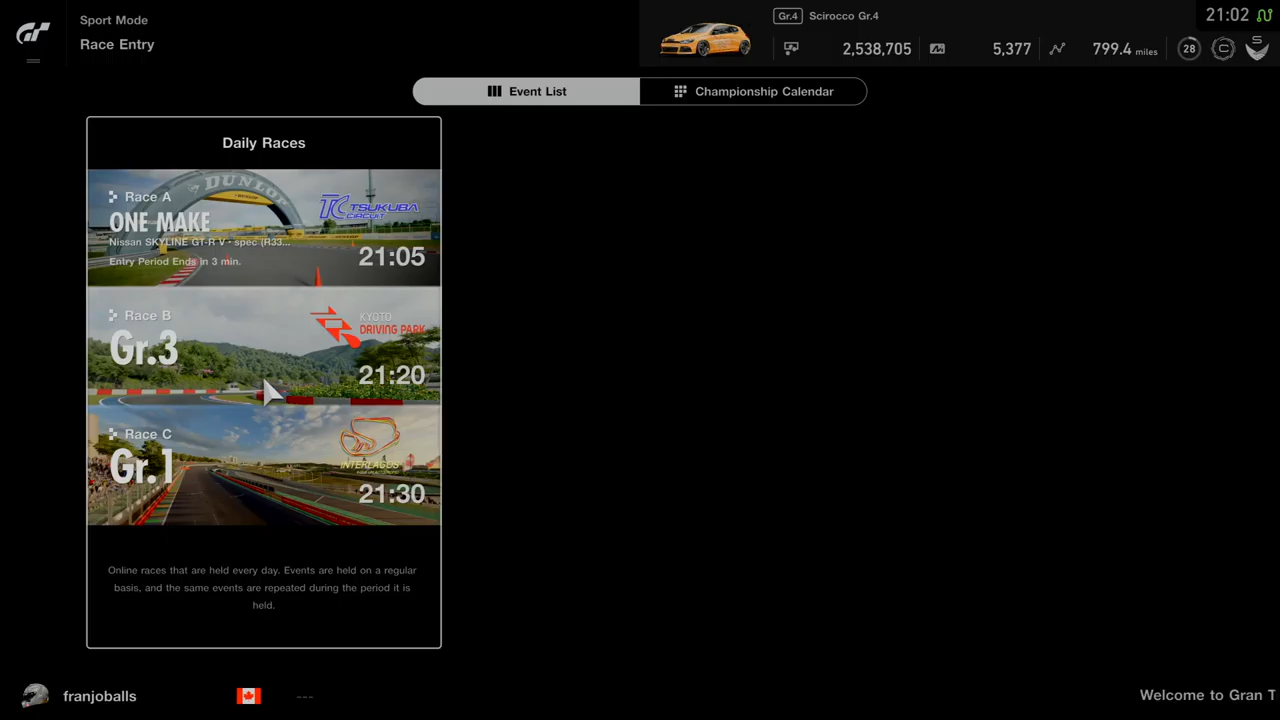 Sport Mode
Race Entry
Gr.4 Scirocco Gr.4
21:02
2,538,705 5,377 799.4 miles 28 C S
Event List
Championship Calendar
Daily Races
DUNLOP
Race A
ONE MAKE
TC TSUKUBA CIRCUIT
Nissan SKYLINE GT-R V・spec (R33...
Entry Period Ends in 3 min.
21:05
Race B
Gr.3
KYOTO
DRIVING PARK
21:20
Race C
Gr.1
INTERLAGOS
21:30
Online races that are held every day. Events are held on a regular
basis, and the same events are repeated during the period it is
held.
franjoballs ---
Welcome to Gran T